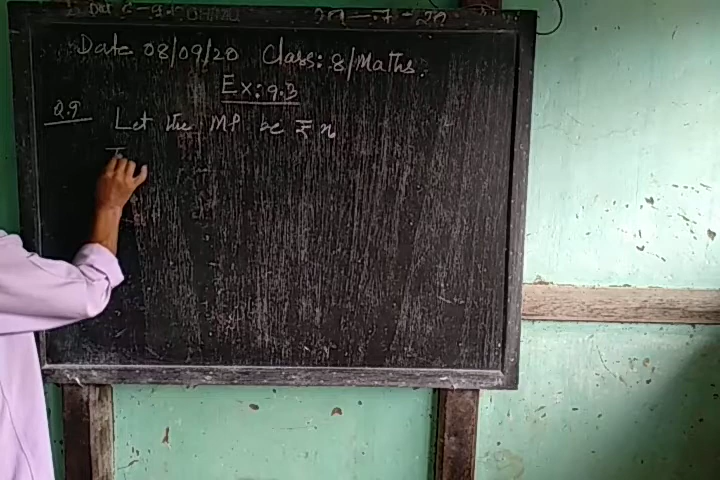 Date 08/09/20 Class: 8/Maths.
Ex: 9.3
Q.9 Let the MP be ₹ x